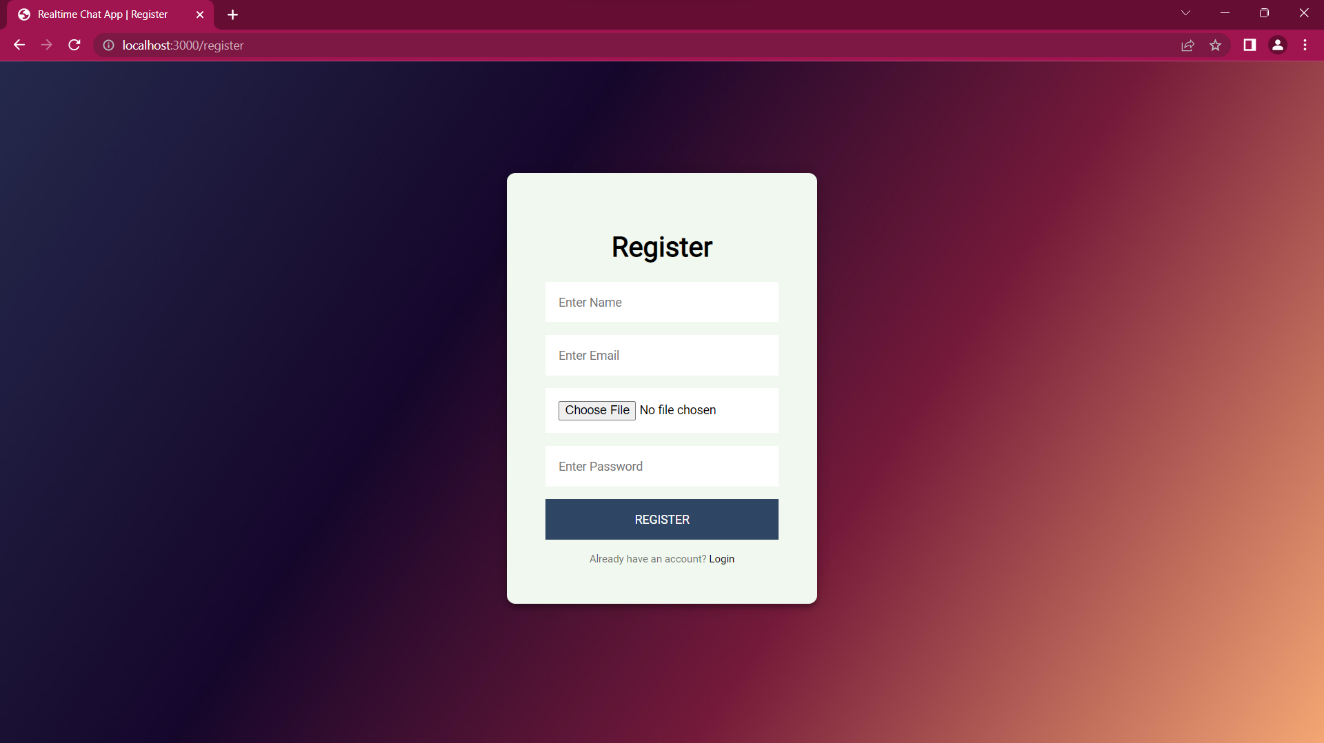 Realtime Chat App | Register
localhost:3000/register
Register
Enter Name
Enter Email
Choose File No file chosen
Enter Password
REGISTER
Already have an account? Login